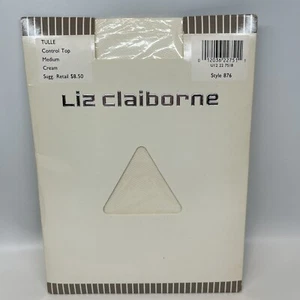 TULLE
Control Top
Medium
Cream
Sugg. Retail $8.50
Style 876
Liz claiborne